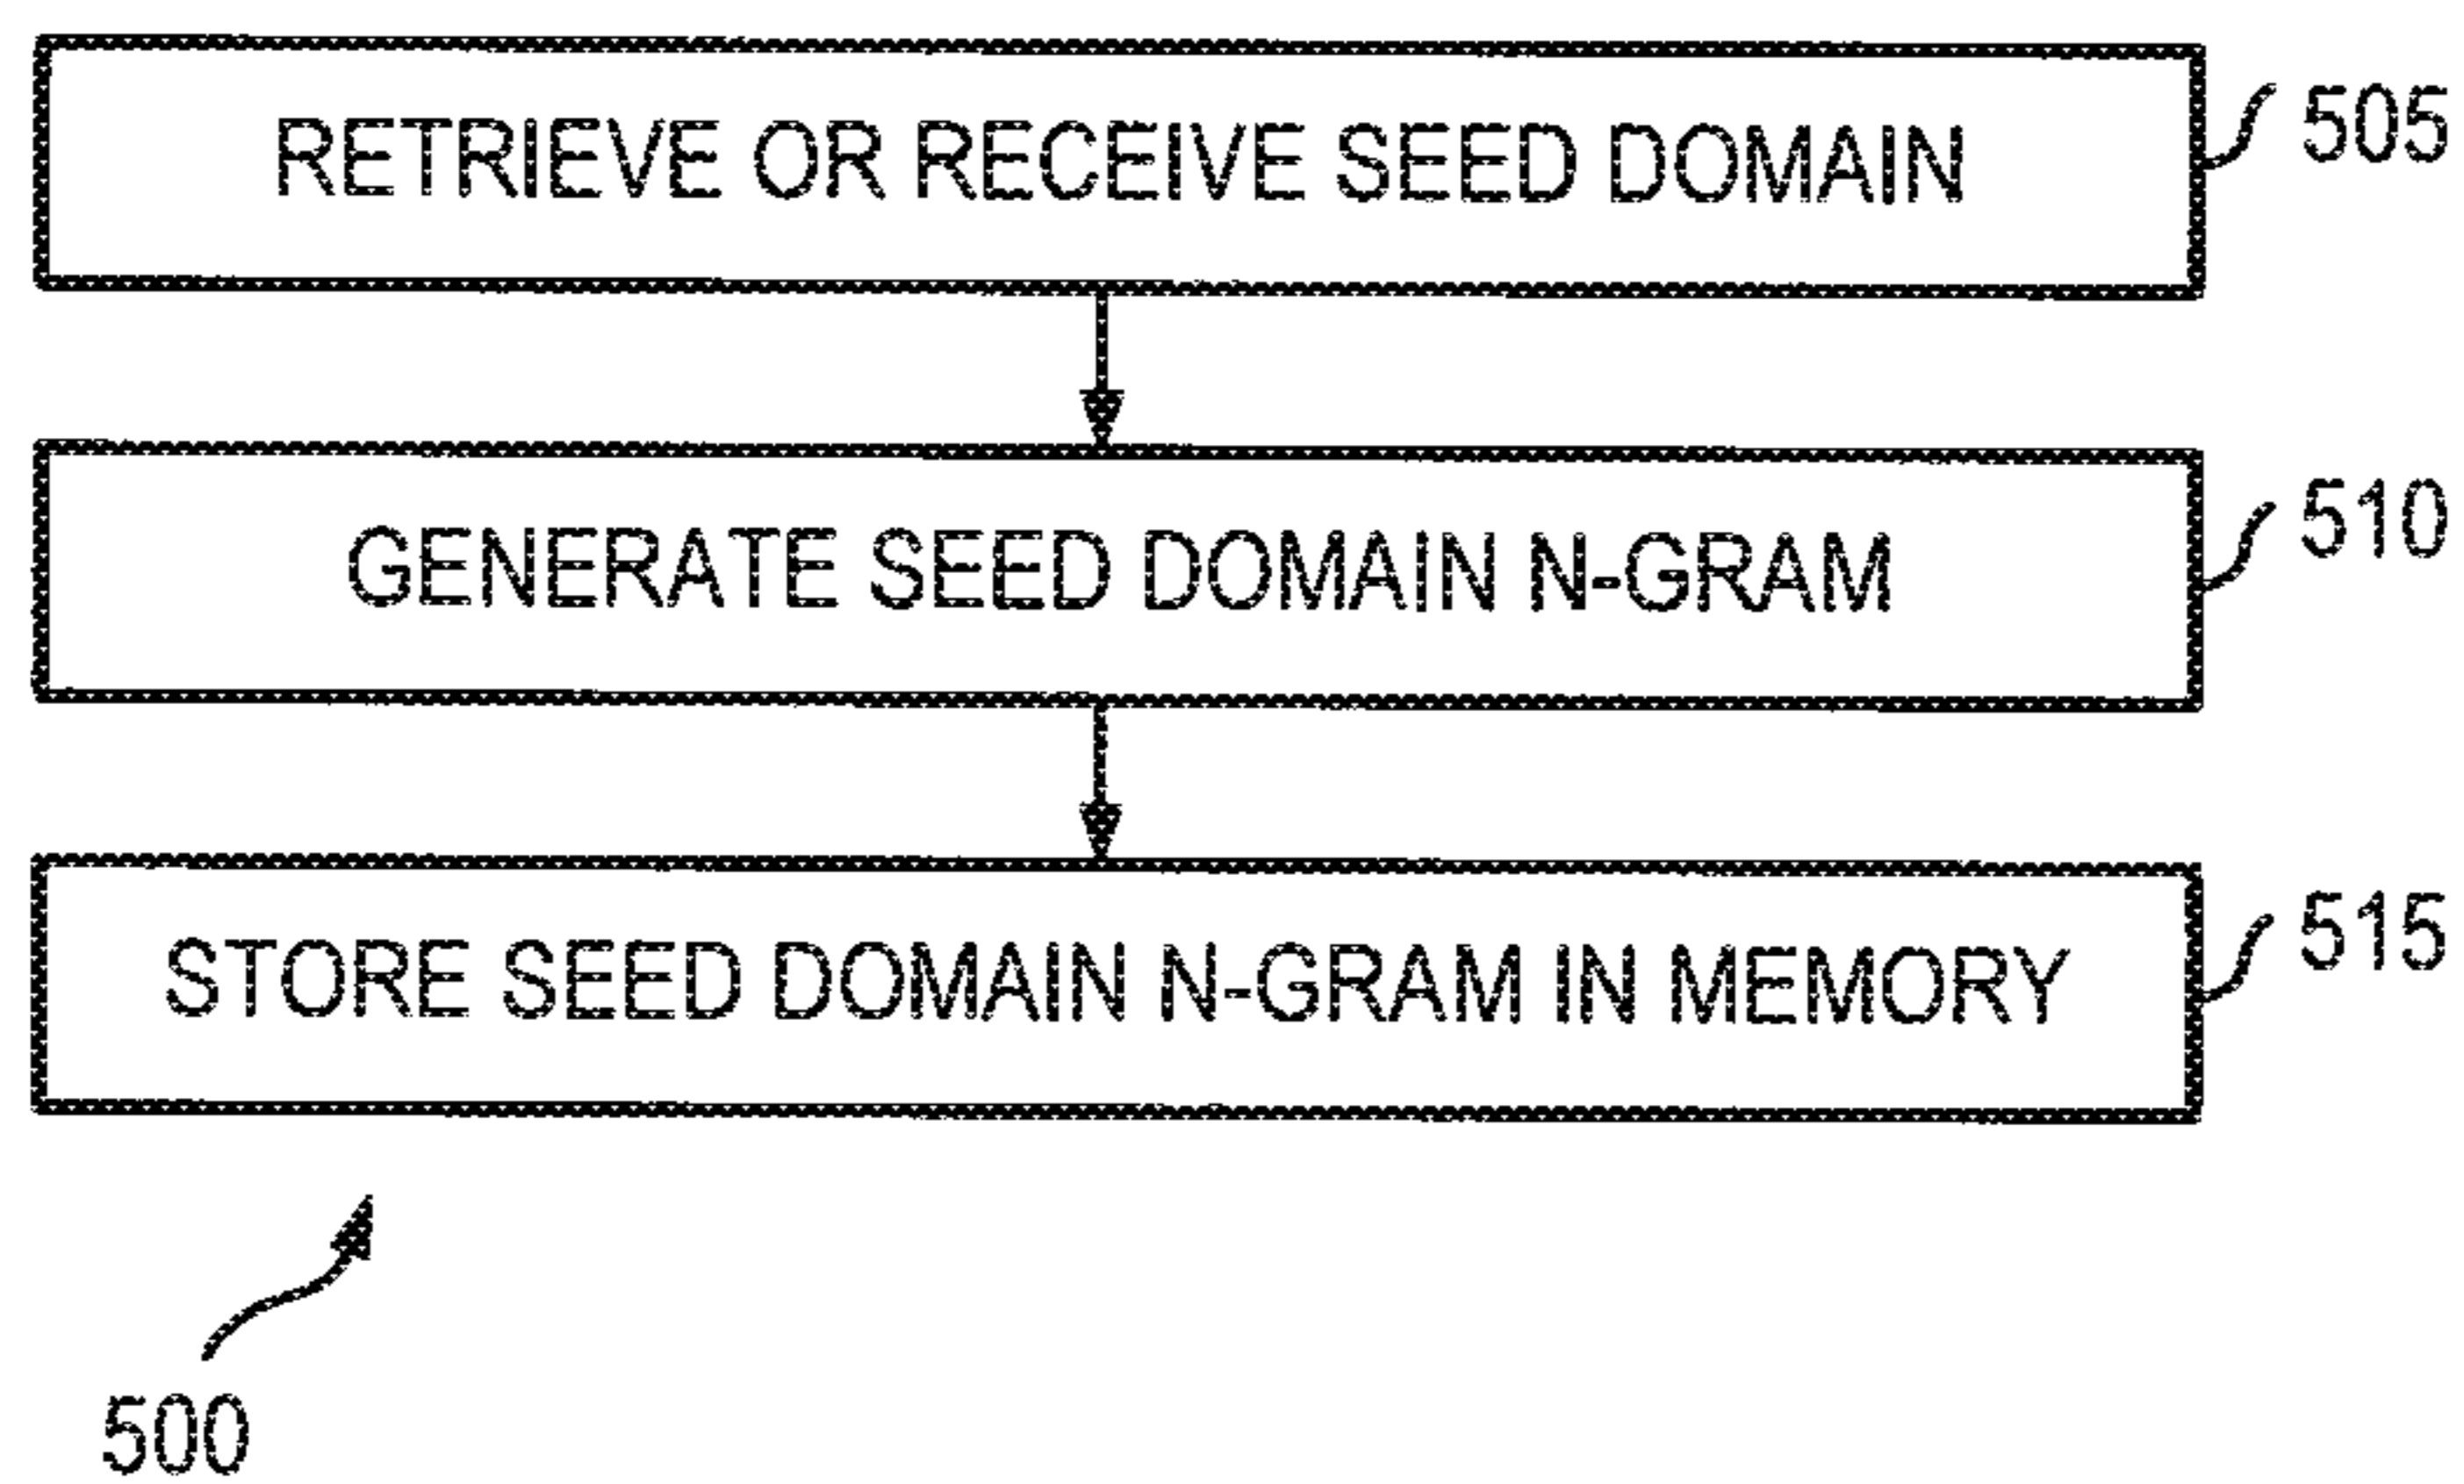 RETRIEVE OR RECEIVE SEED DOMAIN
505
GENERATE SEED DOMAIN N-GRAM
510
STORE SEED DOMAIN N-GRAM IN MEMORY
515
500